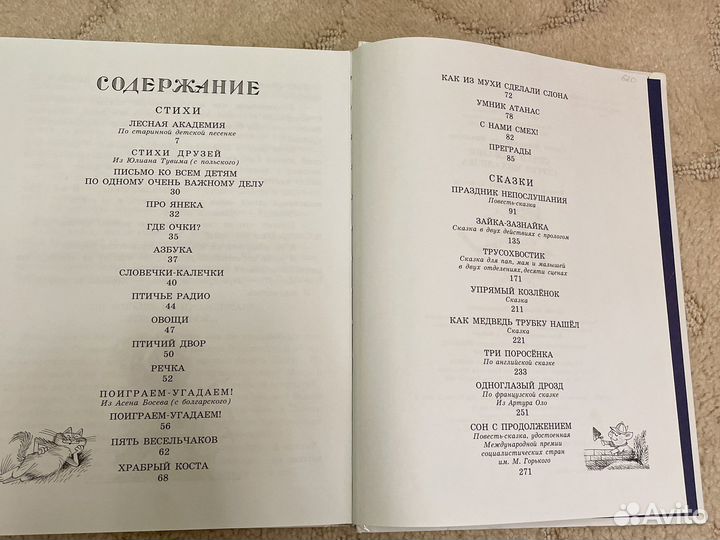 СОДЕРЖАНИЕ
СТИХИ
ЛЕСНАЯ АКАДЕМИЯ
По старинной детской песенке
7
СТИХИ ДРУЗЕЙ
Из Юлиана Тувима (с польского)
ПИСЬМО КО ВСЕМ ДЕТЯМ
ПО ОДНОМУ ОЧЕНЬ ВАЖНОМУ ДЕЛУ
30
ПРО ЯНЕКА
32
ГДЕ ОЧКИ?
35
АЗБУКА
37
СЛОВЕЧКИ-КАЛЕЧКИ
40
ПТИЧЬЕ РАДИО
44
ОВОЩИ
47
ПТИЧИЙ ДВОР
50
РЕЧКА
52
ПОИГРАЕМ-УГАДАЕМ!
Из Асена Босева (с болгарского)
ПОИГРАЕМ-УГАДАЕМ!
56
ПЯТЬ ВЕСЕЛЬЧАКОВ
62
ХРАБРЫЙ КОСТА
68
620
КАК ИЗ МУХИ СДЕЛАЛИ СЛОНА
72
УМНИК АТАНАС
78
С НАМИ СМЕХ!
82
ПРЕГРАДЫ
85
СКАЗКИ
ПРАЗДНИК НЕПОСЛУШАНИЯ
Повесть-сказка
91
ЗАЙКА-ЗАЗНАЙКА
Сказка в двух действиях с прологом
135
ТРУСОХВОСТИК
Сказка для пап, мам и малышей
в двух отделениях, десяти сценах
171
УПРЯМЫЙ КОЗЛЁНОК
Сказка
211
КАК МЕДВЕДЬ ТРУБКУ НАШЁЛ
Сказка
221
ТРИ ПОРОСЁНКА
По английской сказке
233
ОДНОГЛАЗЫЙ ДРОЗД
По французской сказке
Из Артура Оло
251
СОН С ПРОДОЛЖЕНИЕМ
Повесть-сказка, удостоенная
Международной премии
социалистических стран
им. М. Горького
271
Avito